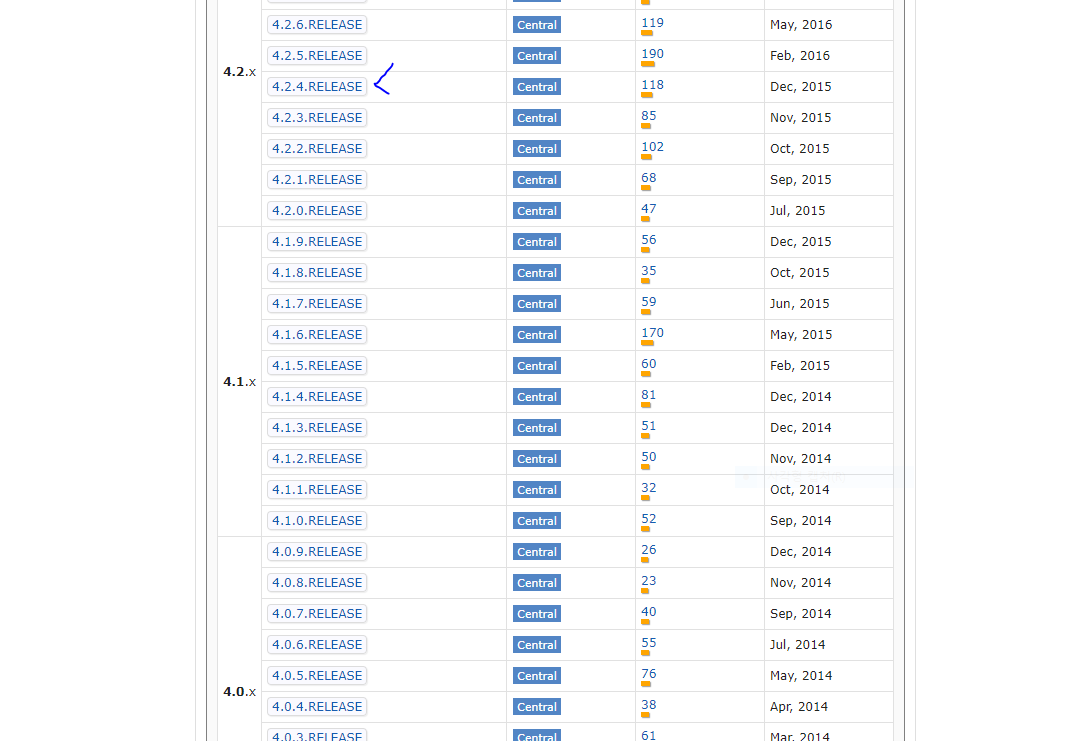 4.2.6.RELEASE Central 119 May, 2016
4.2.5.RELEASE Central 190 Feb, 2016
4.2.x
4.2.4.RELEASE Central 118 Dec, 2015
4.2.3.RELEASE Central 85 Nov, 2015
4.2.2.RELEASE Central 102 Oct, 2015
4.2.1.RELEASE Central 68 Sep, 2015
4.2.0.RELEASE Central 47 Jul, 2015
4.1.9.RELEASE Central 56 Dec, 2015
4.1.8.RELEASE Central 35 Oct, 2015
4.1.7.RELEASE Central 59 Jun, 2015
4.1.6.RELEASE Central 170 May, 2015
4.1.5.RELEASE Central 60 Feb, 2015
4.1.x
4.1.4.RELEASE Central 81 Dec, 2014
4.1.3.RELEASE Central 51 Dec, 2014
4.1.2.RELEASE Central 50 Nov, 2014
4.1.1.RELEASE Central 32 Oct, 2014
4.1.0.RELEASE Central 52 Sep, 2014
4.0.9.RELEASE Central 26 Dec, 2014
4.0.8.RELEASE Central 23 Nov, 2014
4.0.7.RELEASE Central 40 Sep, 2014
4.0.6.RELEASE Central 55 Jul, 2014
4.0.5.RELEASE Central 76 May, 2014
4.0.x
4.0.4.RELEASE Central 38 Apr, 2014
4.0.3.RELEASE Central 61 Mar, 2014